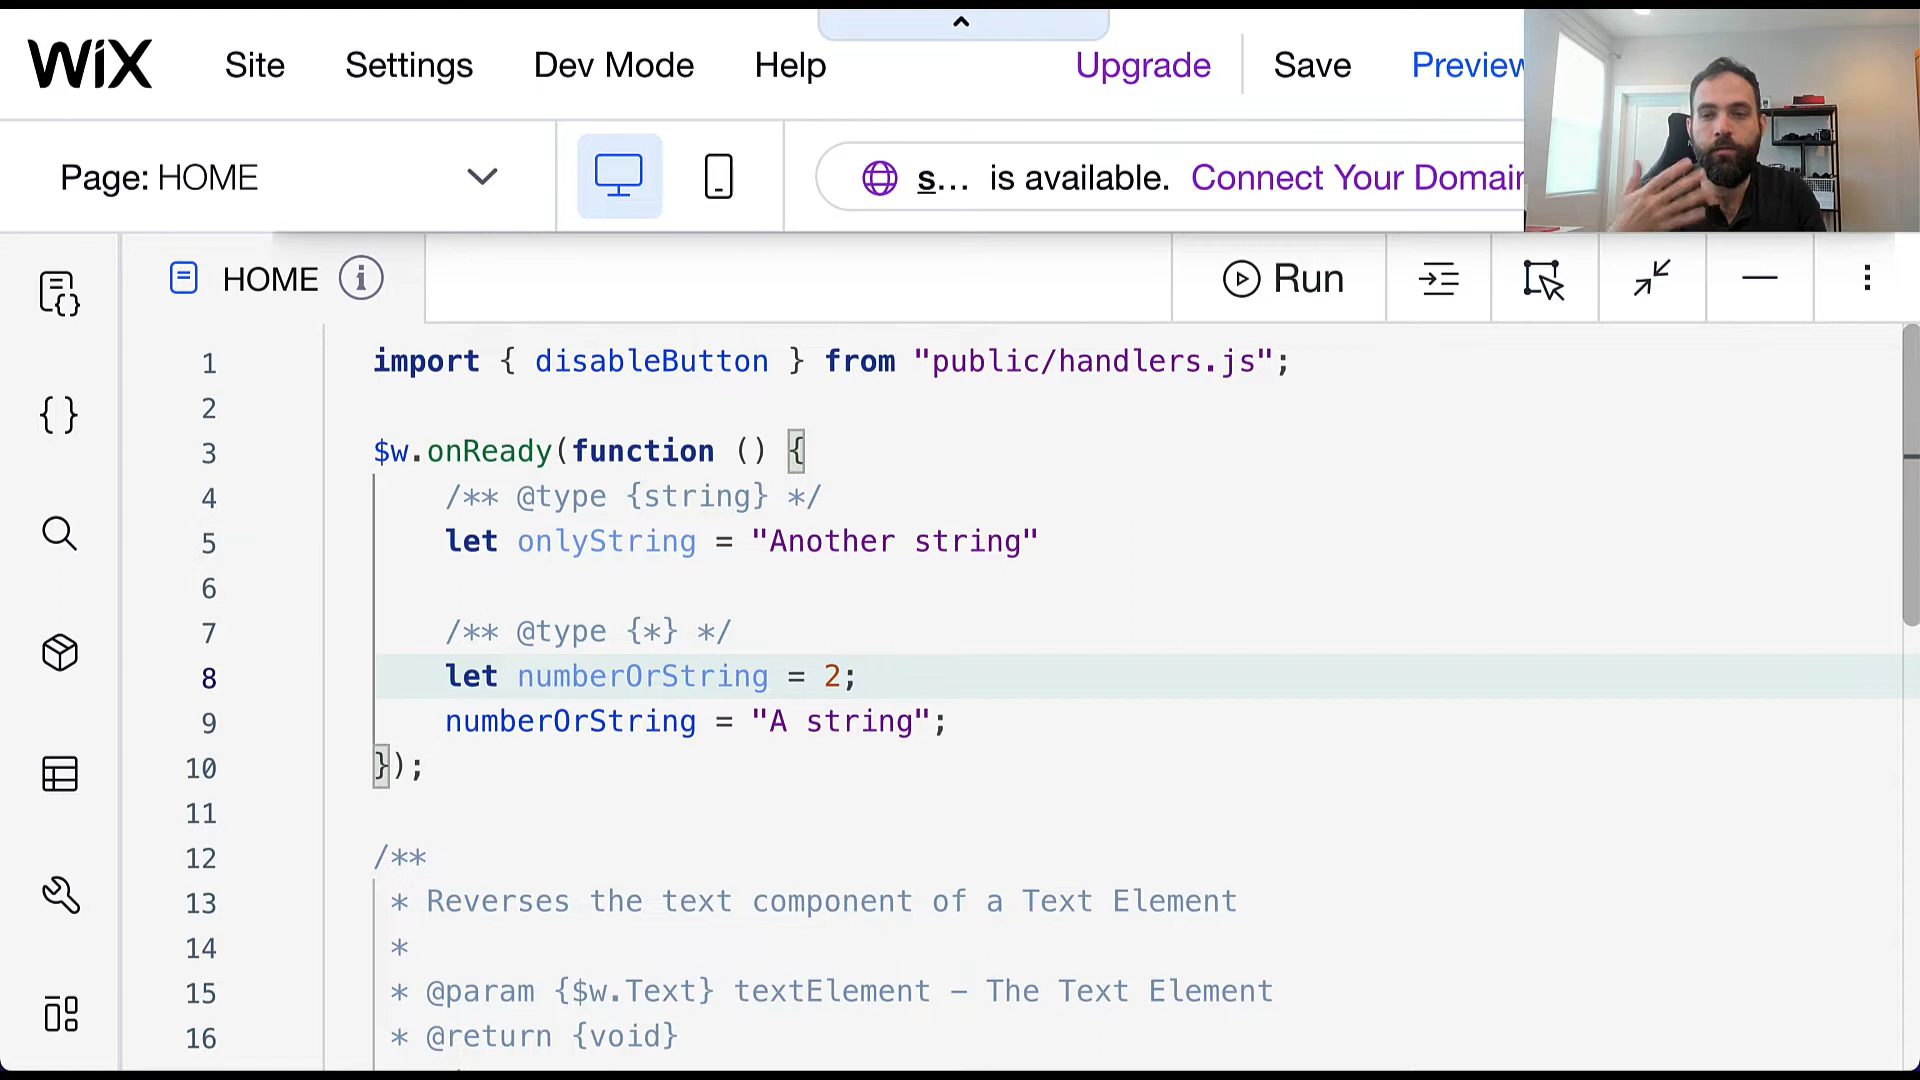 WiX Site Settings Dev Mode Help Upgrade Save Preview
Page: HOME s... is available. Connect Your Domain
HOME i Run
1 import { disableButton } from "public/handlers.js";
2
3 $w.onReady(function () {
4 /** @type {string} */
5 let onlyString = "Another string"
6
7 /** @type {*} */
8 let numberOrString = 2;
9 numberOrString = "A string";
10 });
11
12 /**
13 * Reverses the text component of a Text Element
14 *
15 * @param {$w.Text} textElement – The Text Element
16 * @return {void}